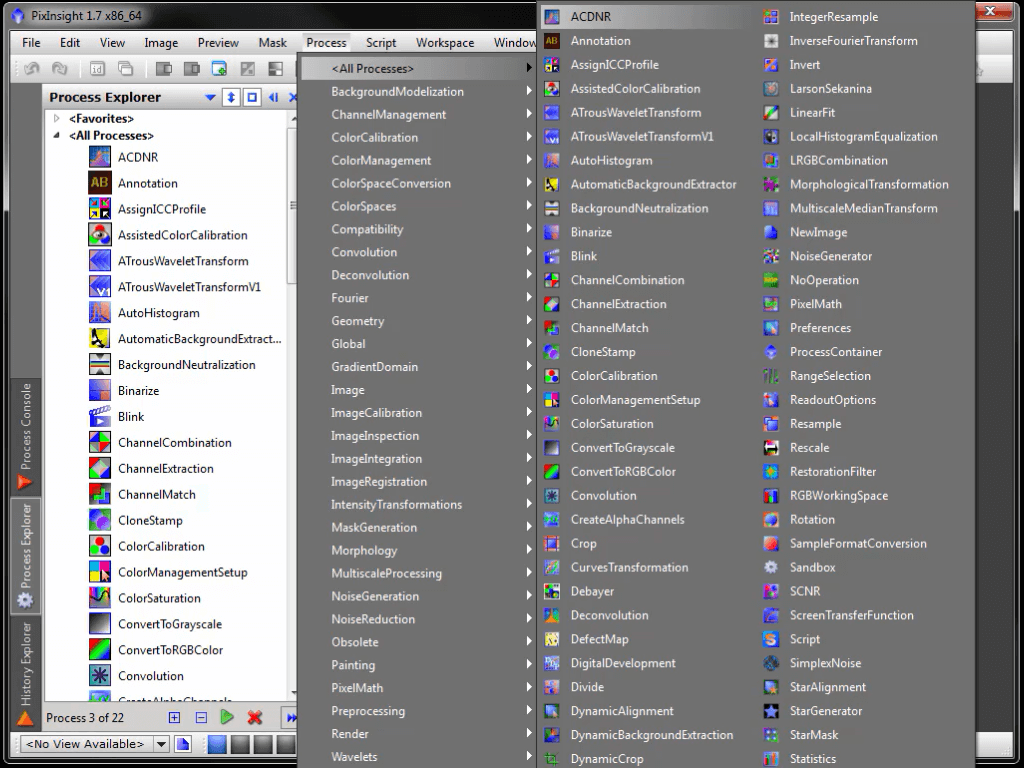 PixInsight 1.7 x86_64
File Edit View Image Preview Mask Process Script Workspace Window
Process Explorer
<Favorites>
<All Processes>
ACDNR
Annotation
AssignICCProfile
AssistedColorCalibration
ATrousWaveletTransform
ATrousWaveletTransformV1
AutoHistogram
AutomaticBackgroundExtract...
BackgroundNeutralization
Binarize
Blink
ChannelCombination
ChannelExtraction
ChannelMatch
CloneStamp
ColorCalibration
ColorManagementSetup
ColorSaturation
ConvertToGrayscale
ConvertToRGBColor
Convolution
CreateAlphaChannels
Process 3 of 22
<No View Available>
Process Console
Process Explorer
History Explorer
<All Processes>
BackgroundModelization
ChannelManagement
ColorCalibration
ColorManagement
ColorSpaceConversion
ColorSpaces
Compatibility
Convolution
Deconvolution
Fourier
Geometry
Global
GradientDomain
Image
ImageCalibration
ImageInspection
ImageIntegration
ImageRegistration
IntensityTransformations
MaskGeneration
Morphology
MultiscaleProcessing
NoiseGeneration
NoiseReduction
Obsolete
Painting
PixelMath
Preprocessing
Render
Wavelets
ACDNR
Annotation
AssignICCProfile
AssistedColorCalibration
ATrousWaveletTransform
ATrousWaveletTransformV1
AutoHistogram
AutomaticBackgroundExtractor
BackgroundNeutralization
Binarize
Blink
ChannelCombination
ChannelExtraction
ChannelMatch
CloneStamp
ColorCalibration
ColorManagementSetup
ColorSaturation
ConvertToGrayscale
ConvertToRGBColor
Convolution
CreateAlphaChannels
Crop
CurvesTransformation
Debayer
Deconvolution
DefectMap
DigitalDevelopment
Divide
DynamicAlignment
DynamicBackgroundExtraction
DynamicCrop
IntegerResample
InverseFourierTransform
Invert
LarsonSekanina
LinearFit
LocalHistogramEqualization
LRGBCombination
MorphologicalTransformation
MultiscaleMedianTransform
NewImage
NoiseGenerator
NoOperation
PixelMath
Preferences
ProcessContainer
RangeSelection
ReadoutOptions
Resample
Rescale
RestorationFilter
RGBWorkingSpace
Rotation
SampleFormatConversion
Sandbox
SCNR
ScreenTransferFunction
Script
SimplexNoise
StarAlignment
StarGenerator
StarMask
Statistics